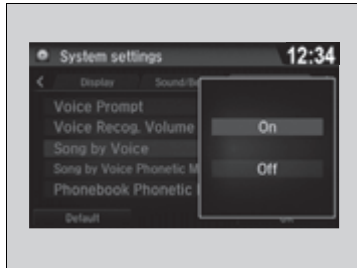 System settings 12:34
Display Sound/Be
Voice Prompt
Voice Recog. Volume
On
Song by Voice
Song by Voice Phonetic M
Off
Phonebook Phonetic
Default